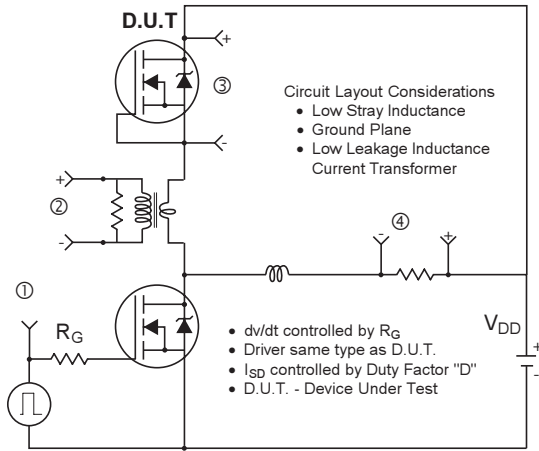 D.U.T
+
③
-
Circuit Layout Considerations
• Low Stray Inductance
• Ground Plane
• Low Leakage Inductance
Current Transformer
+
②
-
④
-
+
①
RG
VDD
+
-
• dv/dt controlled by RG
• Driver same type as D.U.T.
• ISD controlled by Duty Factor "D"
• D.U.T. - Device Under Test